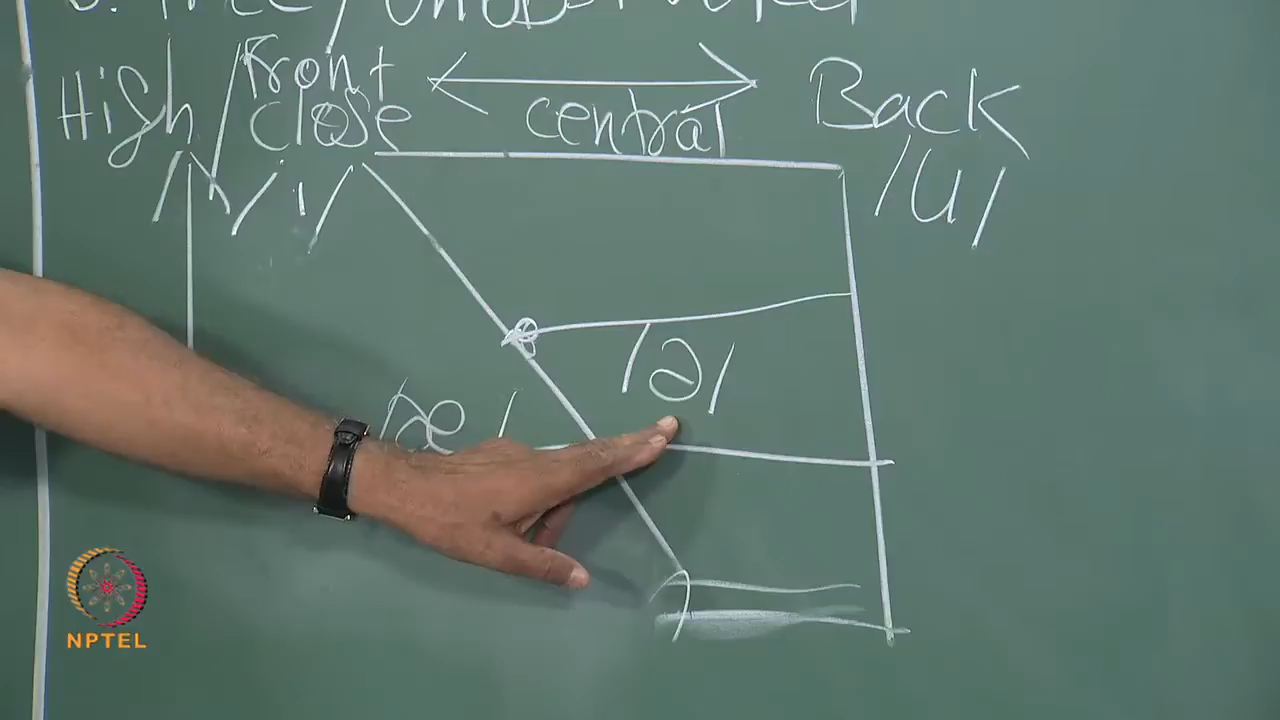 High / Front ↔ Back
close central
/i/ /u/
/ə/
/æ/
NPTEL